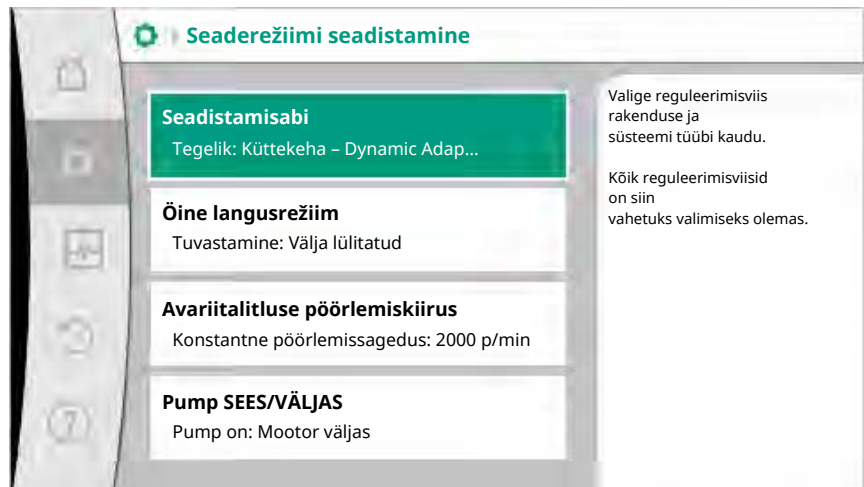 Seaderežiimi seadistamine
Seadistamisabi
Tegelik: Küttekeha – Dynamic Adap...
Öine langusrežiim
Tuvastamine: Välja lülitatud
Avariitalitluse pöörlemiskiirus
Konstantne pöörlemissagedus: 2000 p/min
Pump SEES/VÄLJAS
Pump on: Mootor väljas
Valige reguleerimisviis
rakenduse ja
süsteemi tüübi kaudu.
Kõik reguleerimisviisid
on siin
vahetuks valimiseks olemas.